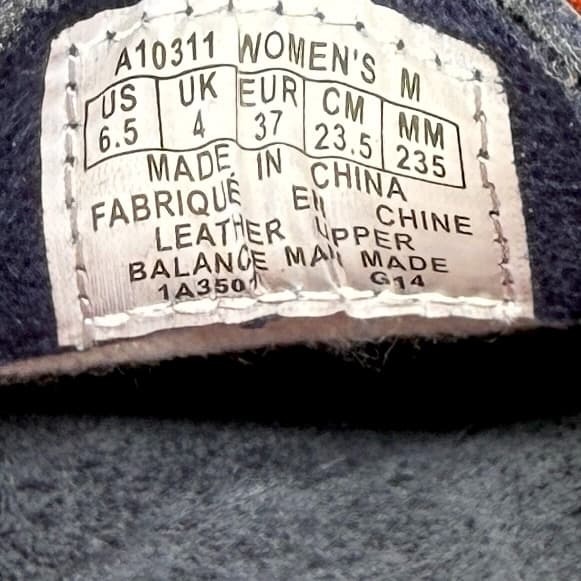 A10311 WOMEN'S M
US UK EUR CM MM
6.5 4 37 23.5 235
MADE IN CHINA
FABRIQUÉ EN CHINE
LEATHER UPPER
BALANCE MAN MADE
1A3501 G14